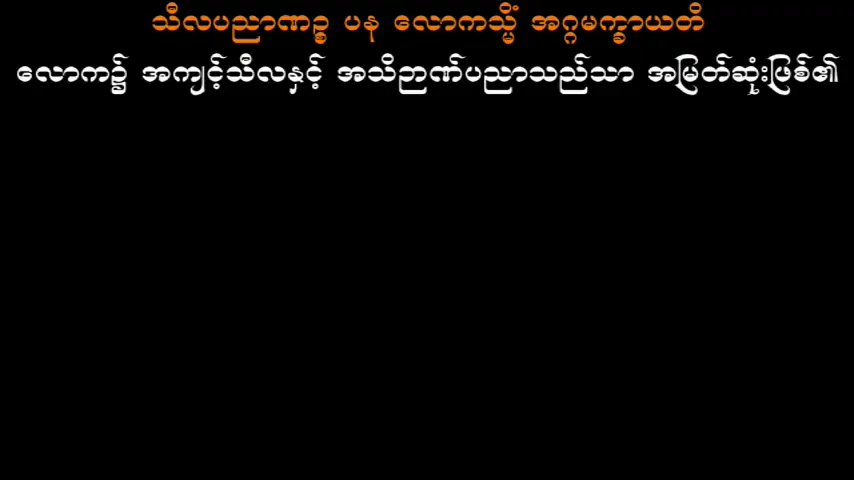 သီလပညာဏဉ္စ ပန လောကသ္မိံ အဂ္ဂမက္ခာယတိ
လောက၌ အကျင့်သီလနှင့် အသိဉာဏ်ပညာသည်သာ အမြတ်ဆုံးဖြစ်၏